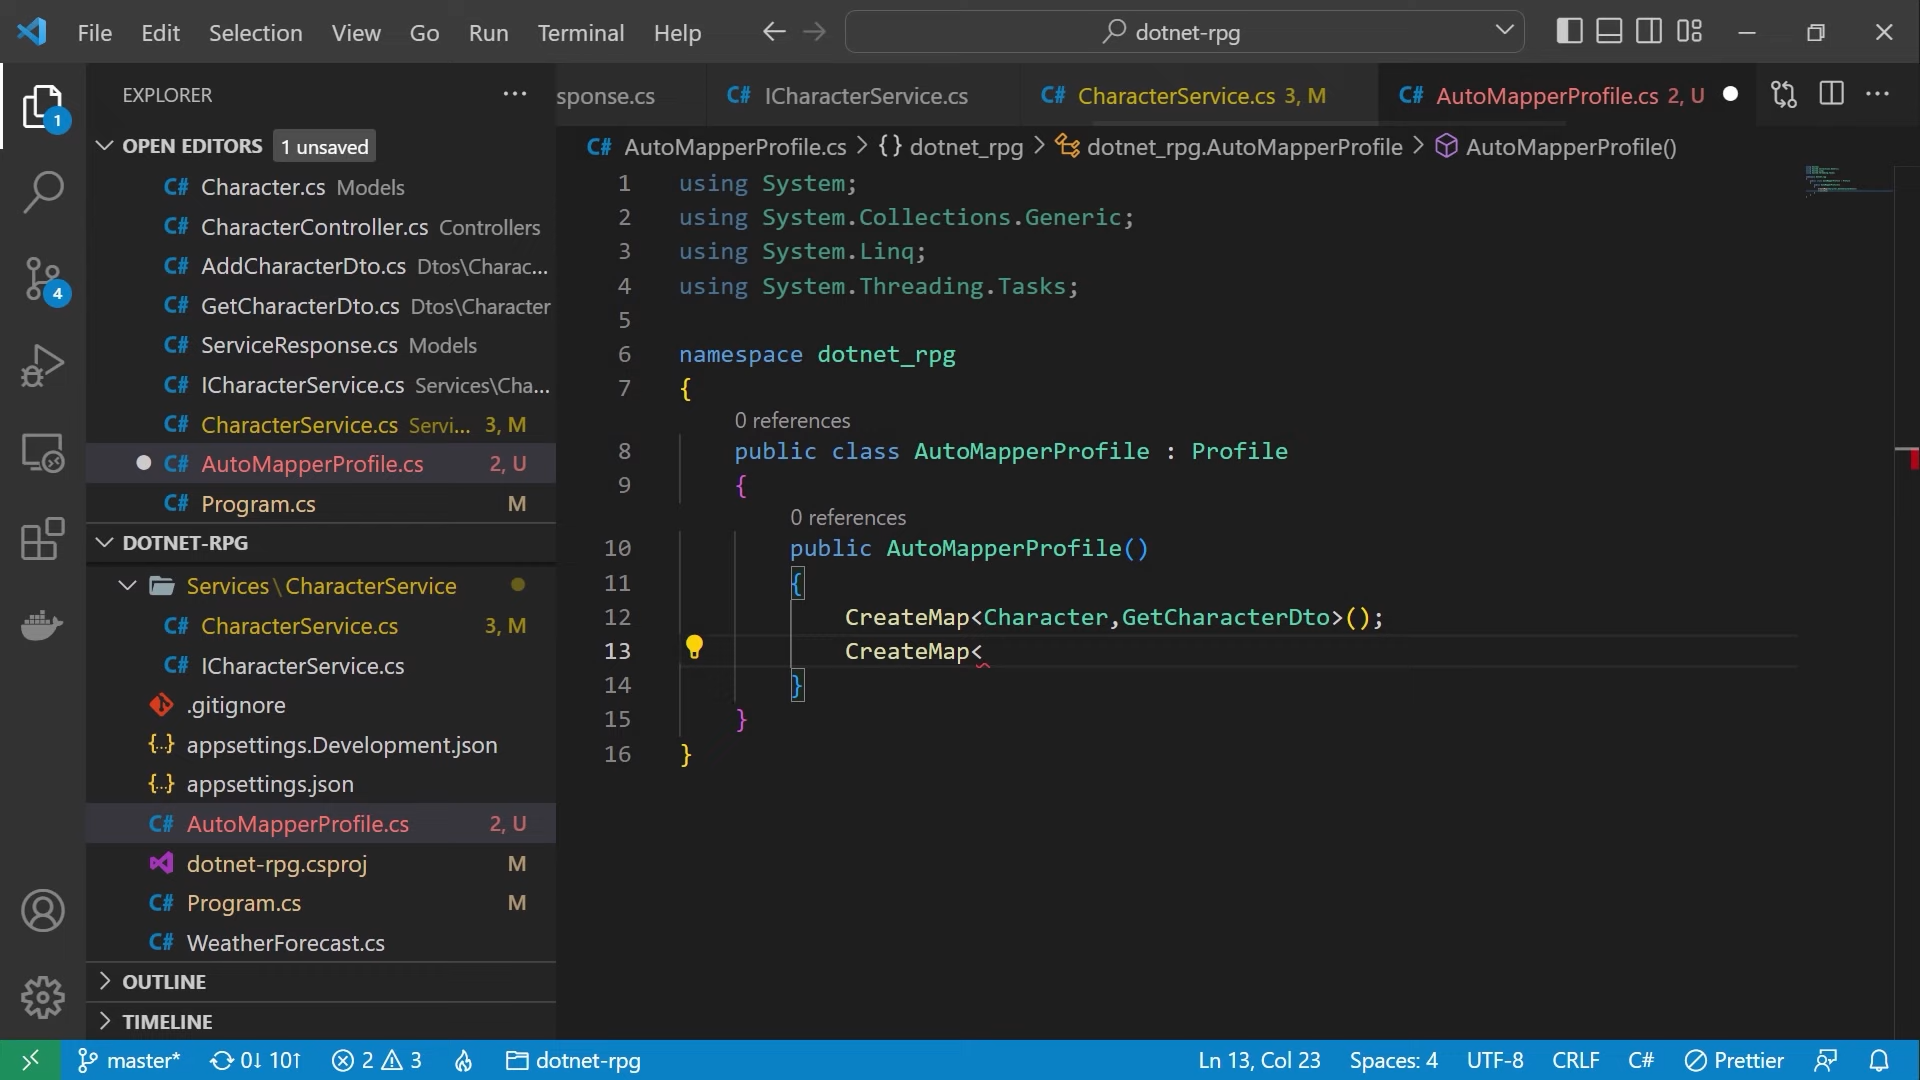 File Edit Selection View Go Run Terminal Help
dotnet-rpg
EXPLORER
OPEN EDITORS 1 unsaved
C# Character.cs Models
C# CharacterController.cs Controllers
C# AddCharacterDto.cs Dtos\Charac...
C# GetCharacterDto.cs Dtos\Character
C# ServiceResponse.cs Models
C# ICharacterService.cs Services\Cha...
C# CharacterService.cs Servi... 3, M
C# AutoMapperProfile.cs 2, U
C# Program.cs M
DOTNET-RPG
Services\CharacterService
C# CharacterService.cs 3, M
C# ICharacterService.cs
.gitignore
{..} appsettings.Development.json
{..} appsettings.json
C# AutoMapperProfile.cs 2, U
dotnet-rpg.csproj M
C# Program.cs M
C# WeatherForecast.cs
OUTLINE
TIMELINE
1
4
sponse.cs C# ICharacterService.cs C# CharacterService.cs 3, M C# AutoMapperProfile.cs 2, U
C# AutoMapperProfile.cs > {} dotnet_rpg > dotnet_rpg.AutoMapperProfile > AutoMapperProfile()
1 using System;
2 using System.Collections.Generic;
3 using System.Linq;
4 using System.Threading.Tasks;
5
6 namespace dotnet_rpg
7 {
0 references
8 public class AutoMapperProfile : Profile
9 {
0 references
10 public AutoMapperProfile()
11 {
12 CreateMap<Character,GetCharacterDto>();
13 CreateMap<
14 }
15 }
16 }
master* 0↓ 10↑ 2 3 dotnet-rpg Ln 13, Col 23 Spaces: 4 UTF-8 CRLF C# Prettier